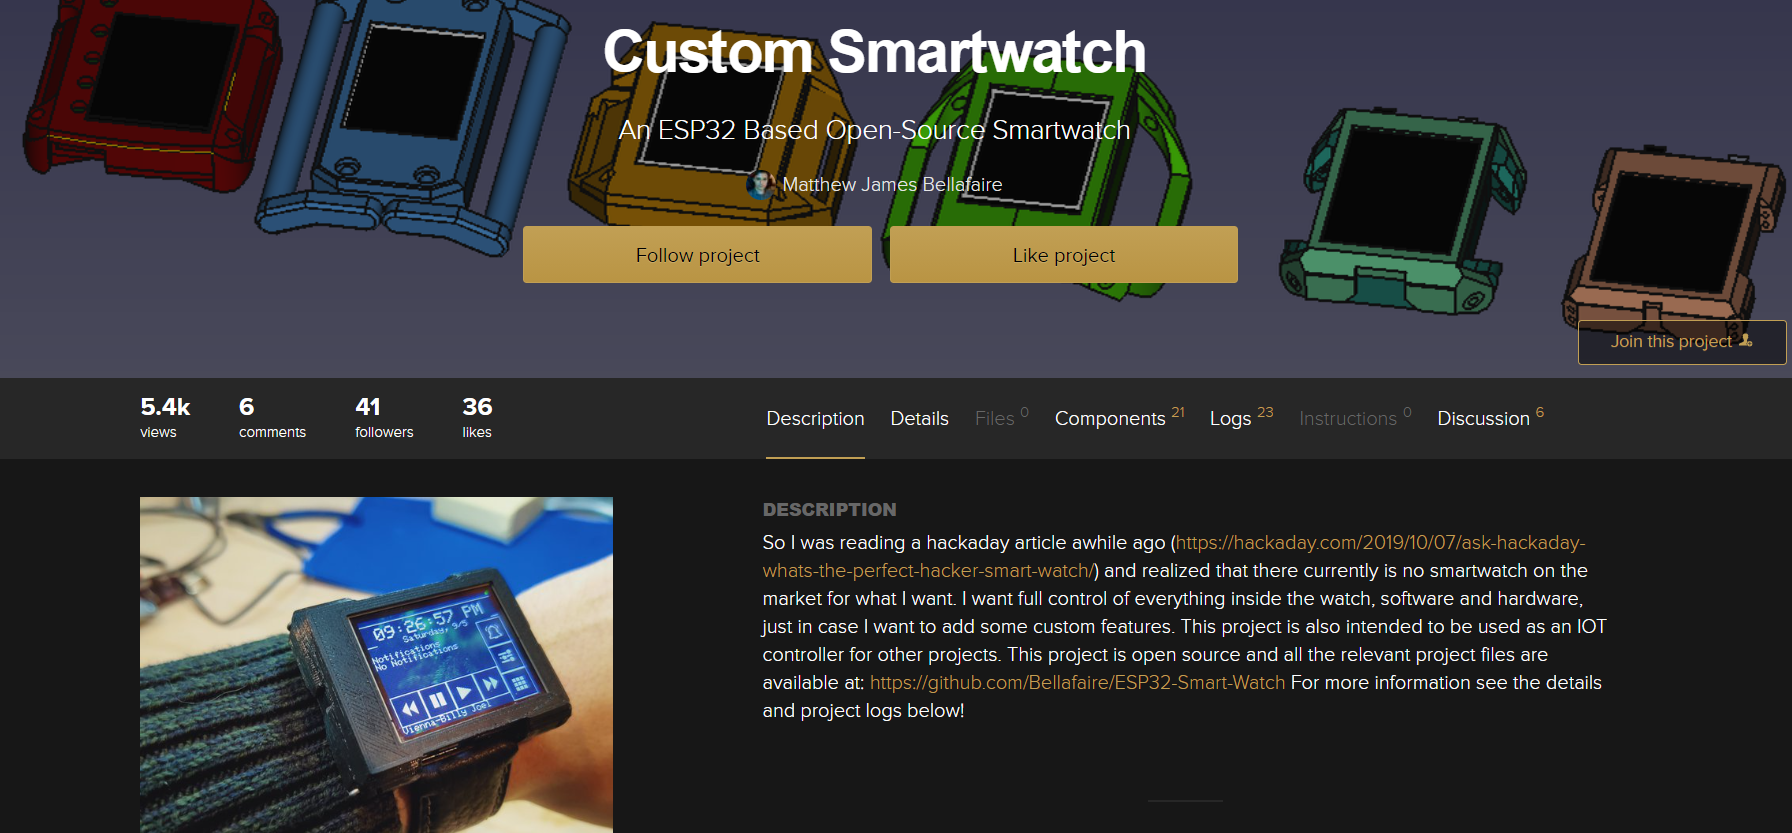 Custom Smartwatch
An ESP32 Based Open-Source Smartwatch
Matthew James Bellafaire
Follow project
Like project
Join this project
5.4k
views
6
comments
41
followers
36
likes
Description
Details
Files 0
Components 21
Logs 23
Instructions 0
Discussion 6
09:26:57 PM
Saturday, 9/5
Notifications
No Notifications
Vienna-Billy Joel
DESCRIPTION
So I was reading a hackaday article awhile ago (https://hackaday.com/2019/10/07/ask-hackaday-
whats-the-perfect-hacker-smart-watch/) and realized that there currently is no smartwatch on the
market for what I want. I want full control of everything inside the watch, software and hardware,
just in case I want to add some custom features. This project is also intended to be used as an IOT
controller for other projects. This project is open source and all the relevant project files are
available at: https://github.com/Bellafaire/ESP32-Smart-Watch For more information see the details
and project logs below!